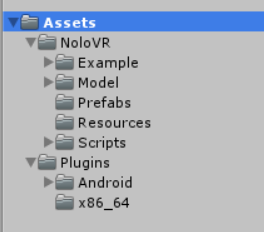 Assets
NoloVR
Example
Model
Prefabs
Resources
Scripts
Plugins
Android
x86_64